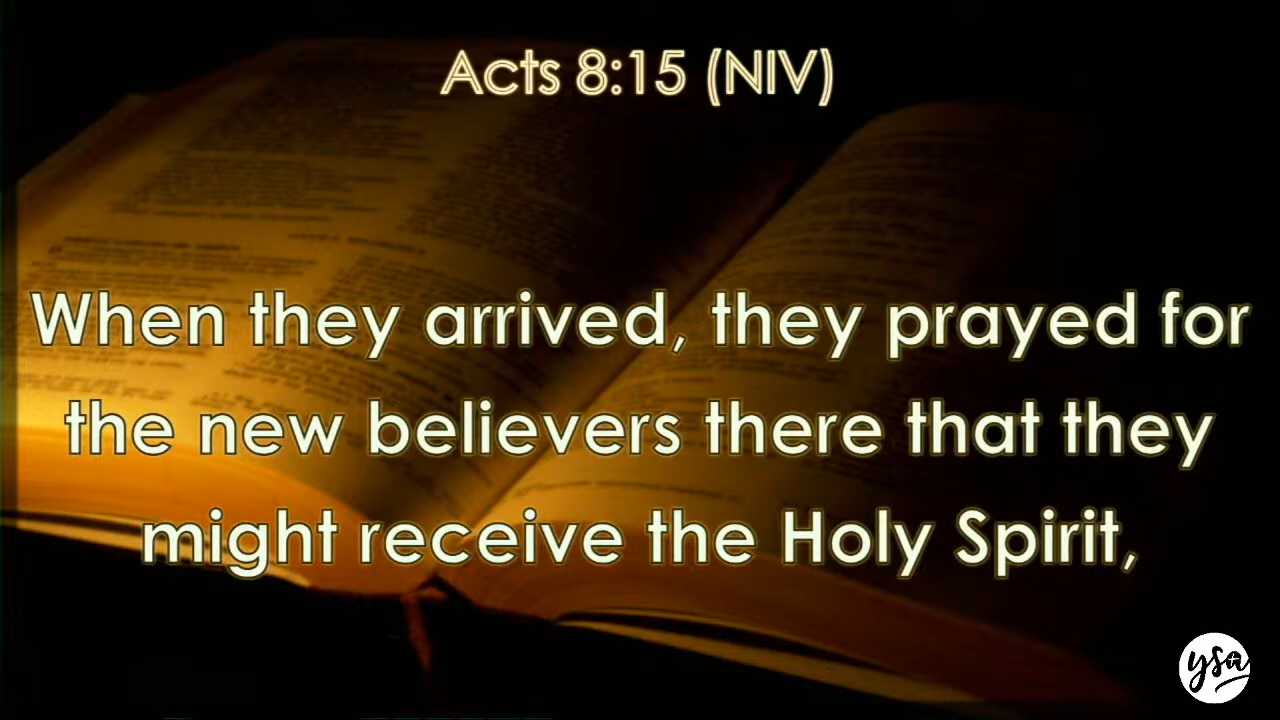 Acts 8:15 (NIV)
When they arrived, they prayed for
the new believers there that they
might receive the Holy Spirit,
ysa